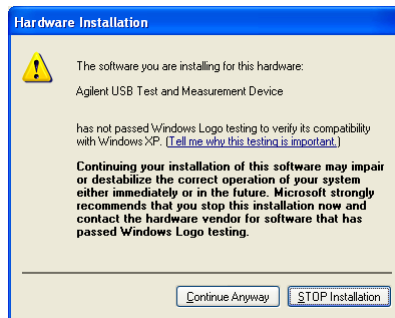 Hardware Installation
The software you are installing for this hardware:
Agilent USB Test and Measurement Device
has not passed Windows Logo testing to verify its compatibility
with Windows XP. (Tell me why this testing is important.)
Continuing your installation of this software may impair
or destabilize the correct operation of your system
either immediately or in the future. Microsoft strongly
recommends that you stop this installation now and
contact the hardware vendor for software that has
passed Windows Logo testing.
Continue Anyway
STOP Installation